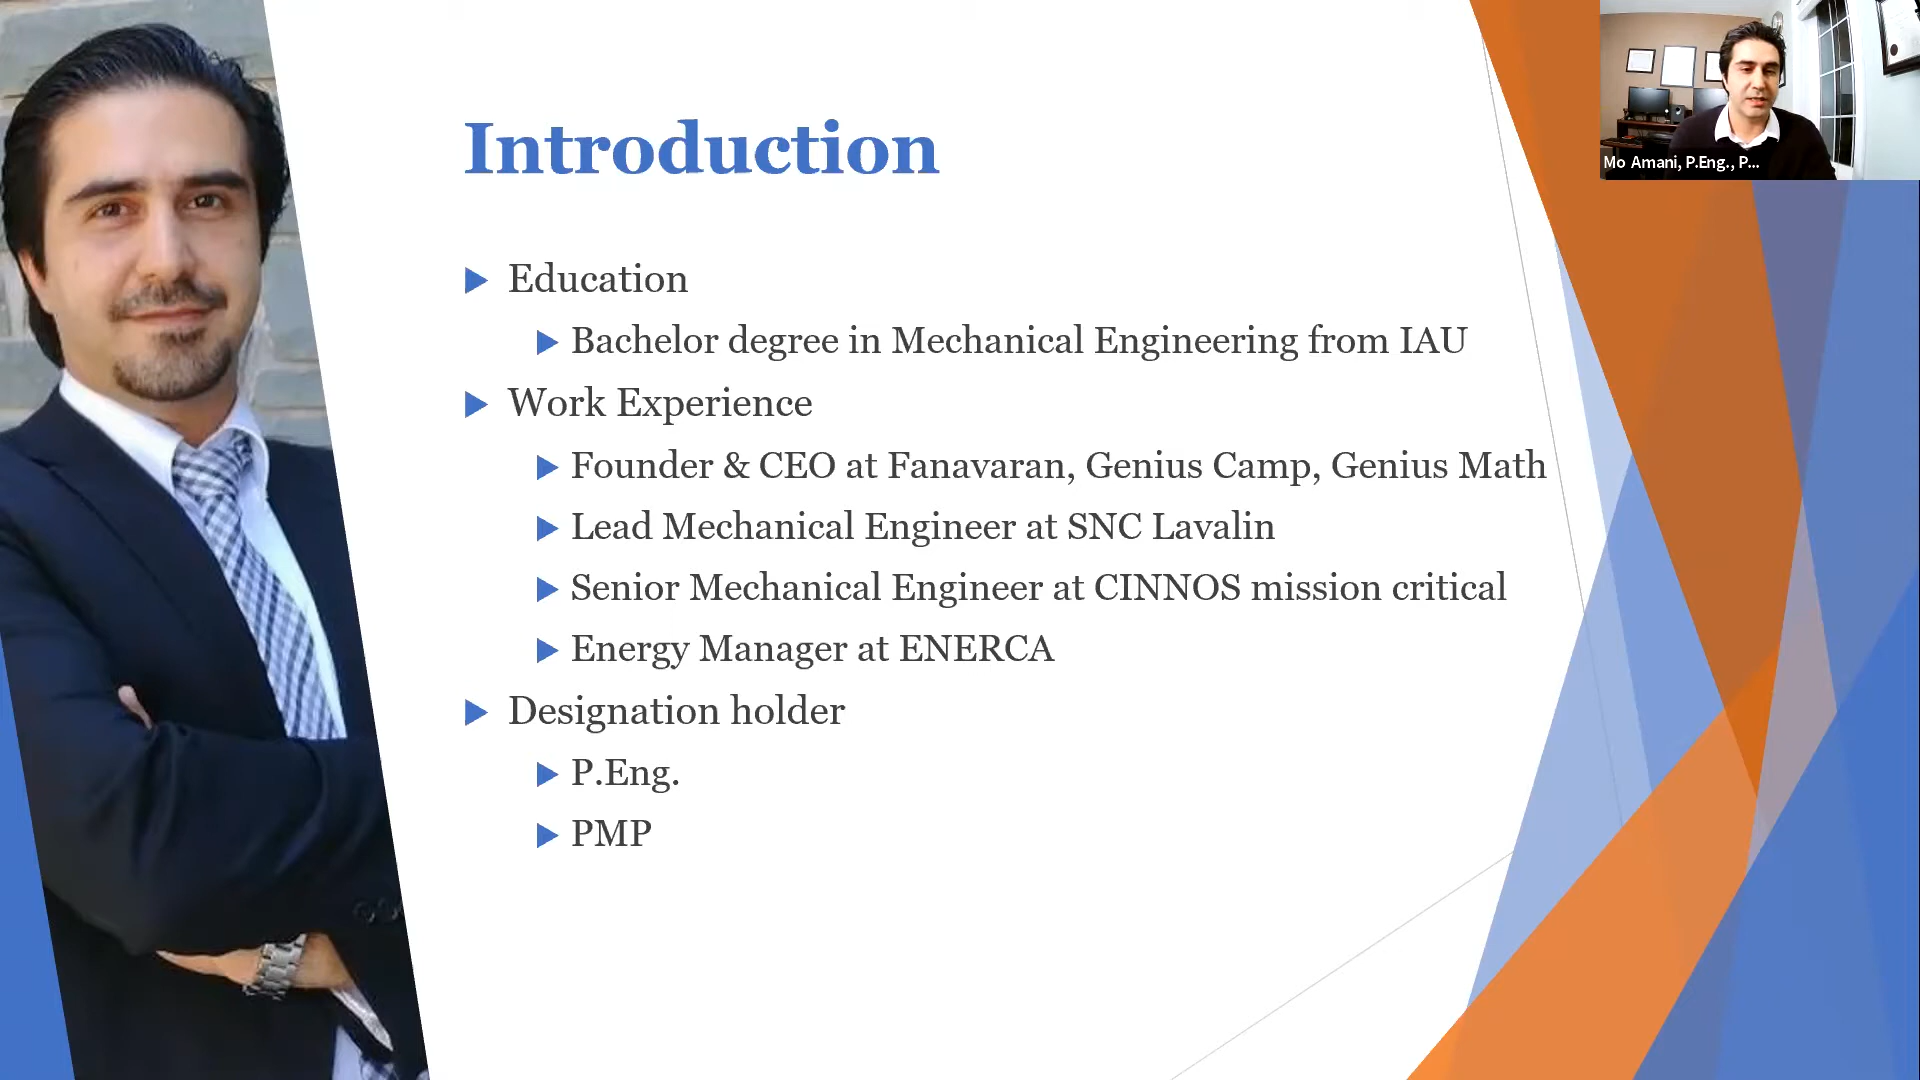 Introduction
Education
Bachelor degree in Mechanical Engineering from IAU
Work Experience
Founder & CEO at Fanavaran, Genius Camp, Genius Math
Lead Mechanical Engineer at SNC Lavalin
Senior Mechanical Engineer at CINNOS mission critical
Energy Manager at ENERCA
Designation holder
P.Eng.
PMP
Mo Amani, P.Eng., P...